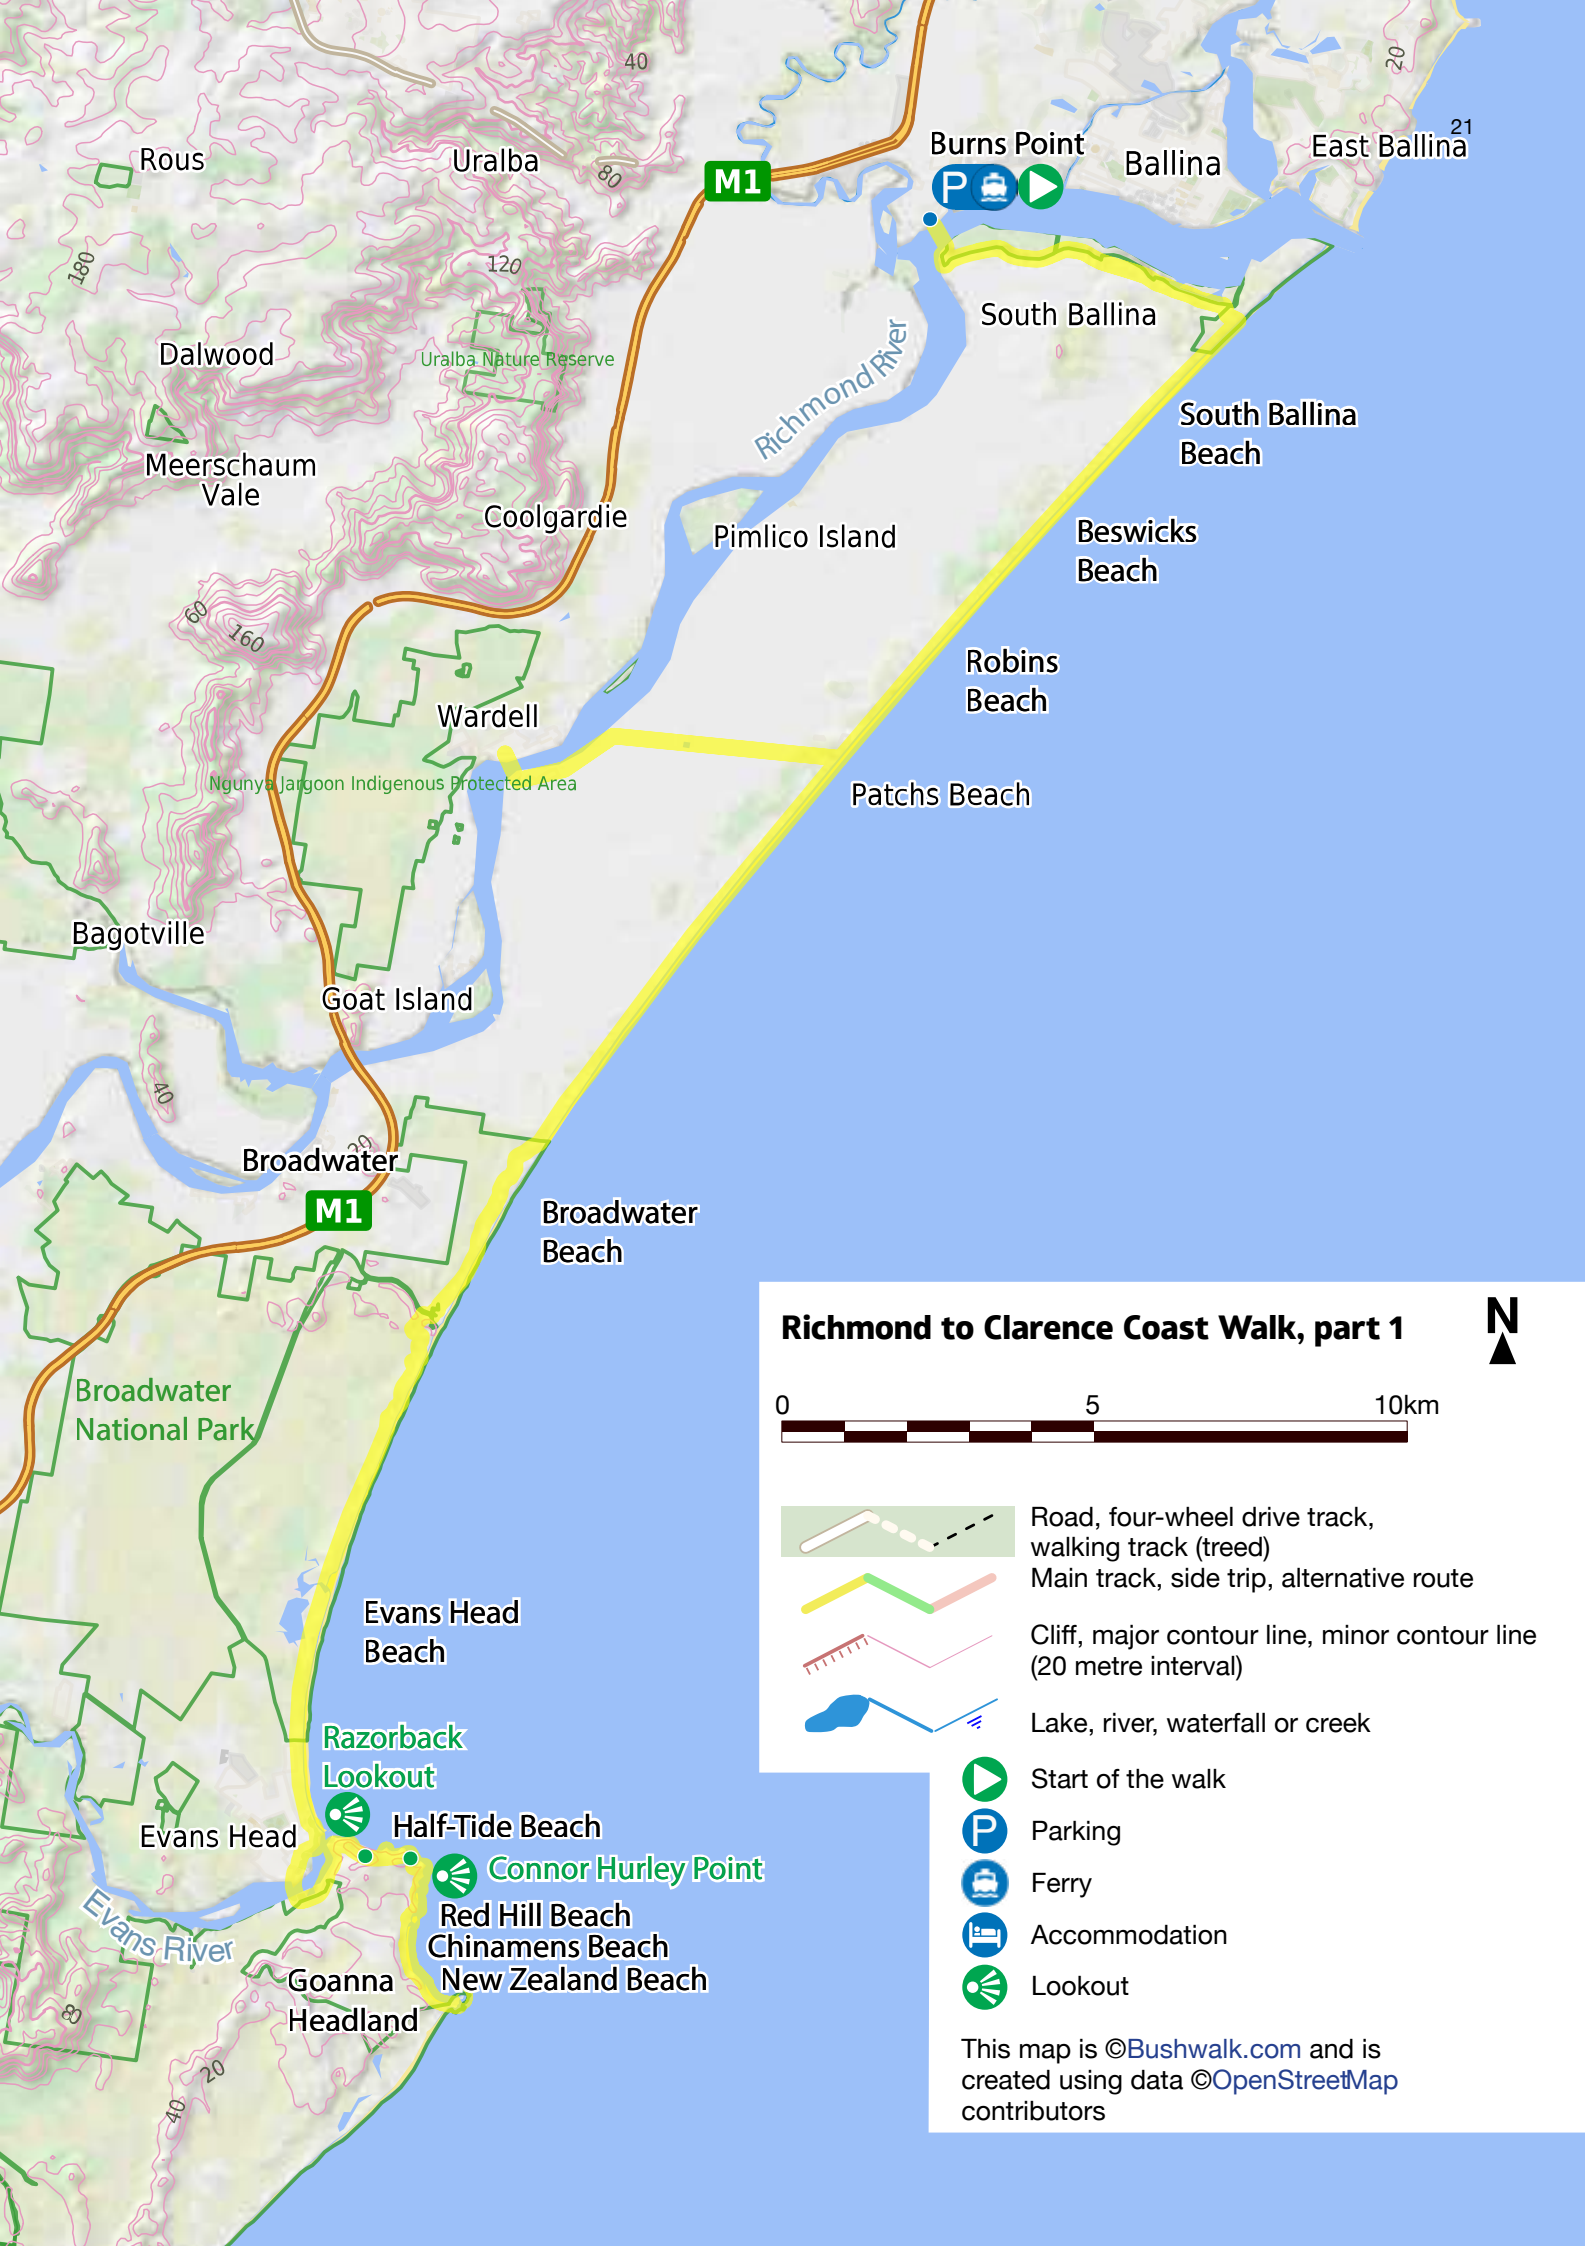 40
20
21
Rous
Uralba
80
M1
Burns Point
P
Ballina
East Ballina
180
120
South Ballina
Dalwood
Uralba Nature Reserve
Richmond River
South Ballina
Beach
Meerschaum
Vale
Coolgardie
Pimlico Island
Beswicks
Beach
60
160
Robins
Beach
Wardell
Ngunya Jargoon Indigenous Protected Area
Patchs Beach
Bagotville
Goat Island
40
20
Broadwater
M1
Broadwater
Beach
Richmond to Clarence Coast Walk, part 1
N
0 5 10km
Broadwater
National Park
Road, four-wheel drive track,
walking track (treed)
Main track, side trip, alternative route
Cliff, major contour line, minor contour line
(20 metre interval)
Lake, river, waterfall or creek
Start of the walk
P Parking
Ferry
Accommodation
Lookout
This map is ©Bushwalk.com and is
created using data ©OpenStreetMap
contributors
Evans Head
Beach
Razorback
Lookout
Half-Tide Beach
Evans Head
Connor Hurley Point
Evans River
Red Hill Beach
Chinamens Beach
New Zealand Beach
Goanna
Headland
20
40